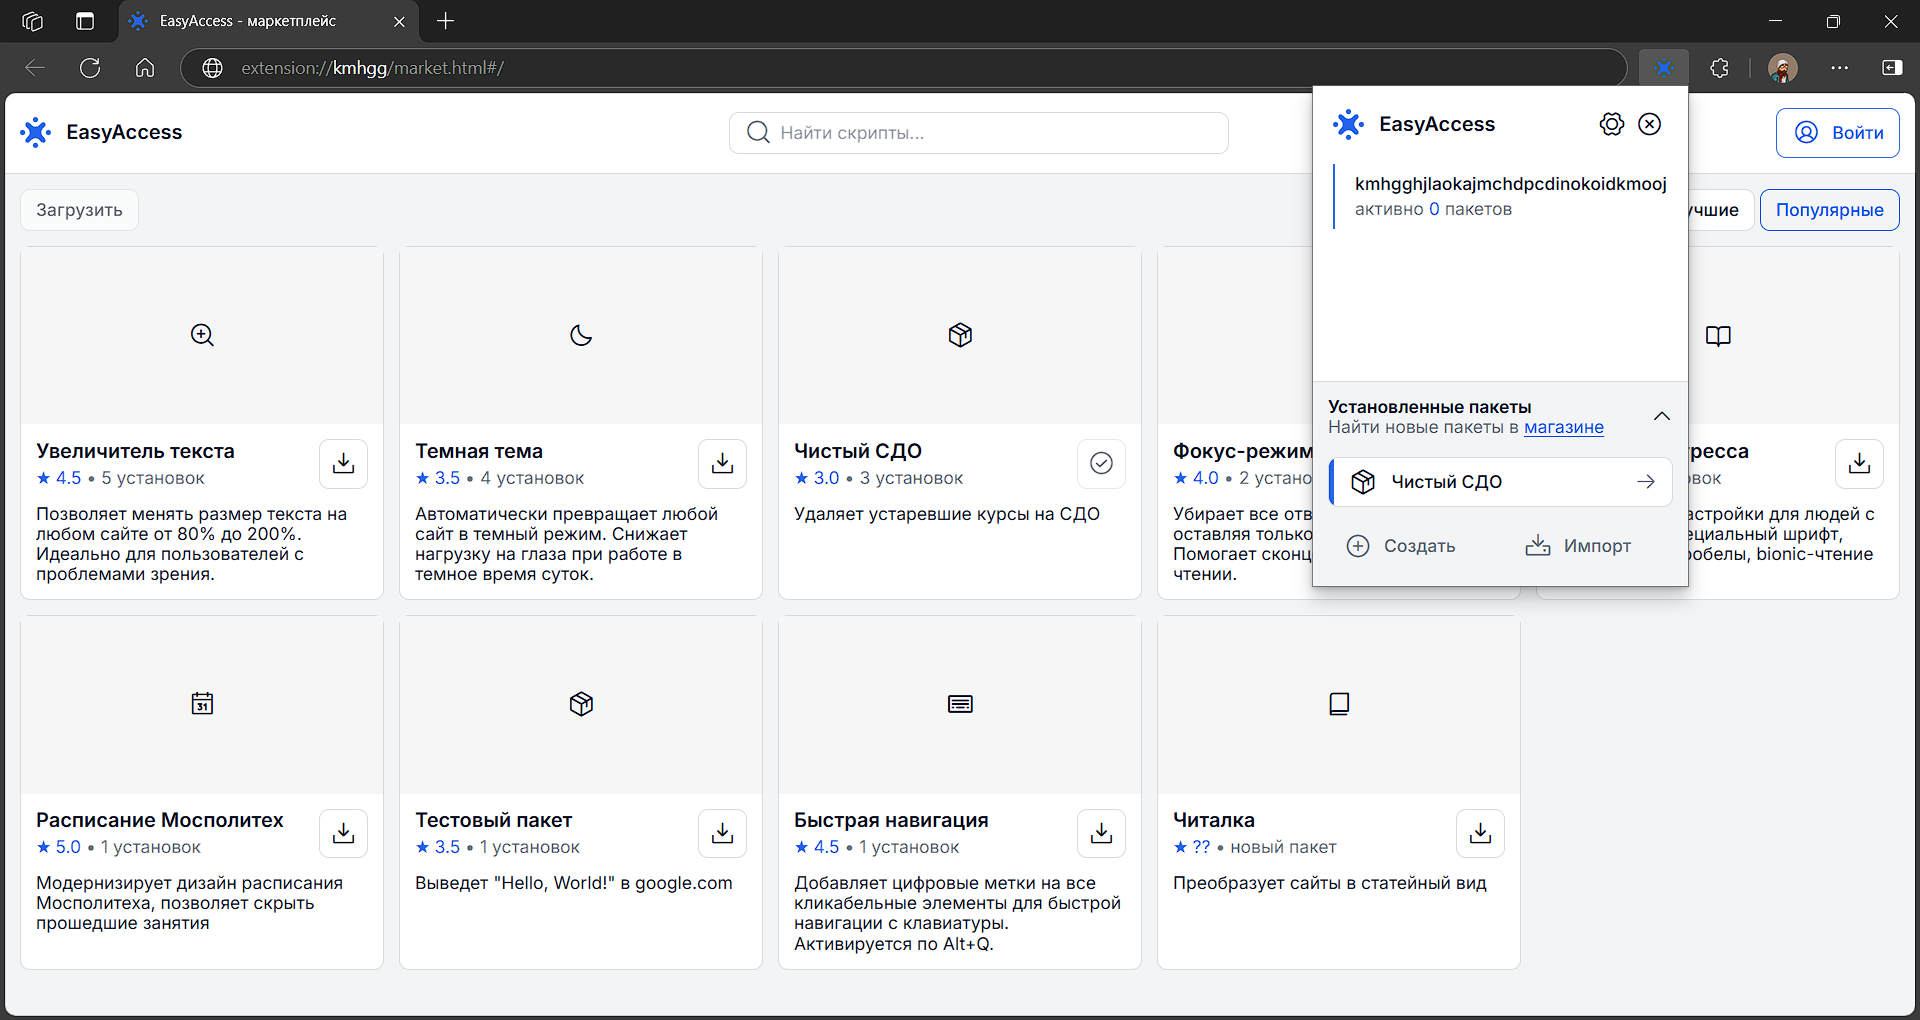 EasyAccess - маркетплейс
extension://kmhgg/market.html#/
EasyAccess
Найти скрипты...
Войти
Загрузить
учшие
Популярные
EasyAccess
kmhgghjlaokajmchdpcdinokoidkmooj
активно 0 пакетов
Установленные пакеты
Найти новые пакеты в магазине
Чистый СДО
Создать
Импорт
Увеличитель текста
★ 4.5 • 5 установок
Позволяет менять размер текста на
любом сайте от 80% до 200%.
Идеально для пользователей с
проблемами зрения.
Темная тема
★ 3.5 • 4 установок
Автоматически превращает любой
сайт в темный режим. Снижает
нагрузку на глаза при работе в
темное время суток.
Чистый СДО
★ 3.0 • 3 установок
Удаляет устаревшие курсы на СДО
Фокус-режим
★ 4.0 • 2 устано
Убирает все отв
оставляя только
Помогает сконц
чтении.
ресса
вок
астройки для людей с
ециальный шрифт,
робелы, bionic-чтение
31
Расписание Мосполитех
★ 5.0 • 1 установок
Модернизирует дизайн расписания
Мосполитеха, позволяет скрыть
прошедшие занятия
Тестовый пакет
★ 3.5 • 1 установок
Выведет "Hello, World!" в google.com
Быстрая навигация
★ 4.5 • 1 установок
Добавляет цифровые метки на все
кликабельные элементы для быстрой
навигации с клавиатуры.
Активируется по Alt+Q.
Читалка
★ ?? • новый пакет
Преобразует сайты в статейный вид